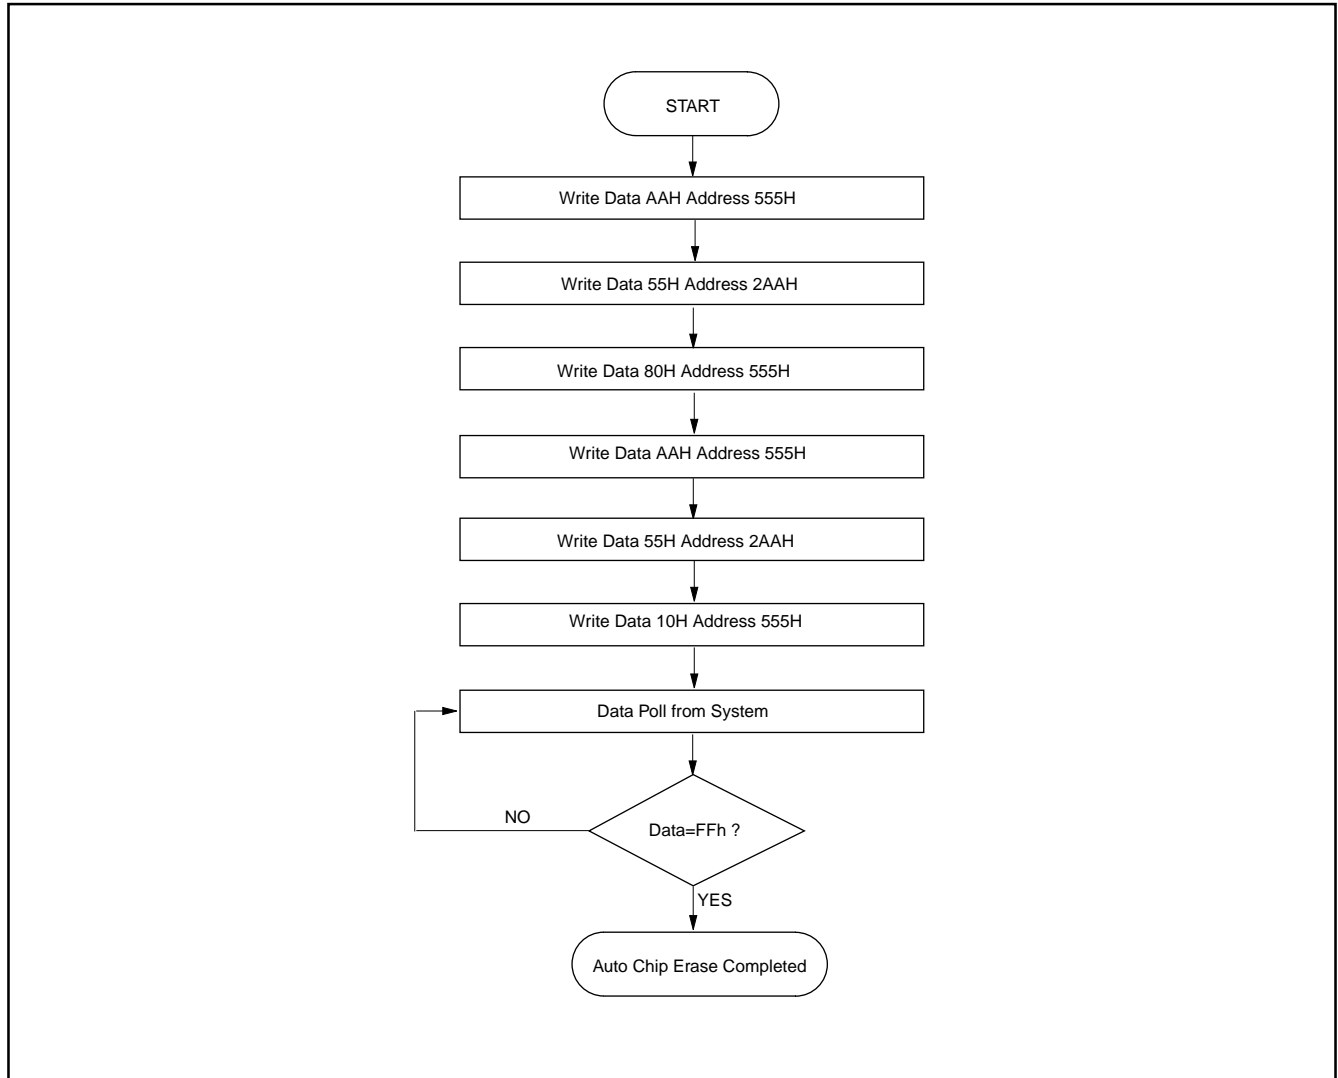 START
Write Data AAH Address 555H
Write Data 55H Address 2AAH
Write Data 80H Address 555H
Write Data AAH Address 555H
Write Data 55H Address 2AAH
Write Data 10H Address 555H
Data Poll from System
NO
Data=FFh ?
YES
Auto Chip Erase Completed